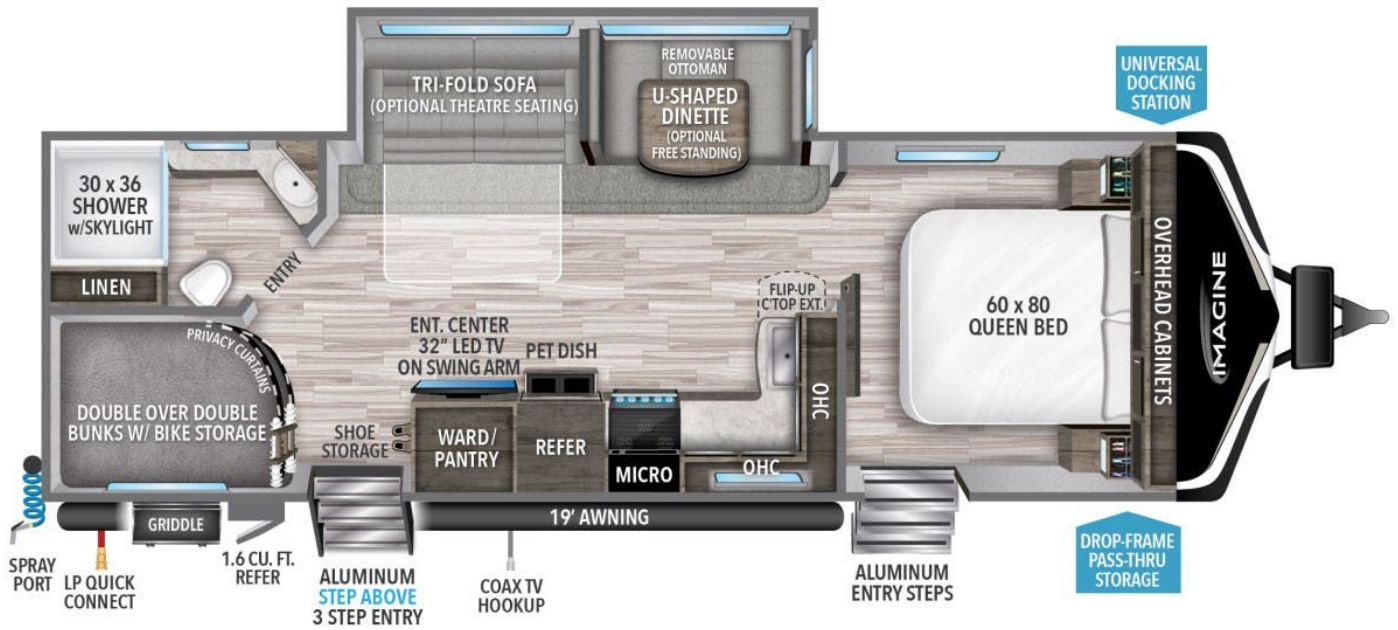 REMOVABLE
OTTOMAN
TRI-FOLD SOFA
(OPTIONAL THEATRE SEATING)
U-SHAPED
DINETTE
(OPTIONAL
FREE STANDING)
UNIVERSAL
DOCKING
STATION
30 x 36
SHOWER
w/SKYLIGHT
LINEN
ENTRY
PRIVACY CURTAINS
DOUBLE OVER DOUBLE
BUNKS W/ BIKE STORAGE
ENT. CENTER
32" LED TV
ON SWING ARM
PET DISH
FLIP-UP
C'TOP EXT.
60 x 80
QUEEN BED
OVERHEAD CABINETS
IMAGINE
SHOE
STORAGE
WARD/
PANTRY
REFER
MICRO
OHC
OHC
GRIDDLE
19' AWNING
SPRAY
PORT
LP QUICK
CONNECT
1.6 CU. FT.
REFER
ALUMINUM
STEP ABOVE
3 STEP ENTRY
COAX TV
HOOKUP
ALUMINUM
ENTRY STEPS
DROP-FRAME
PASS-THRU
STORAGE